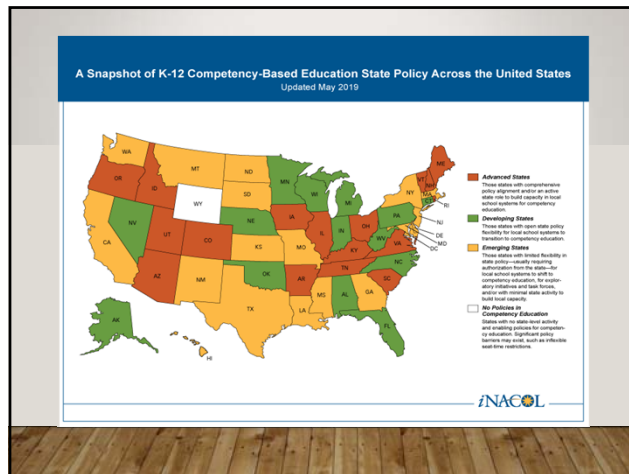 A Snapshot of K-12 Competency-Based Education State Policy Across the United States
Updated May 2019
WA
OR
CA
NV
ID
MT
WY
UT
AZ
CO
NM
ND
SD
NE
KS
OK
TX
MN
IA
MO
AR
LA
WI
IL
MI
IN
OH
KY
TN
MS
AL
GA
FL
SC
NC
VA
WV
PA
NY
VT
NH
ME
MA
CT
RI
NJ
DE
MD
DC
AK
HI
Advanced States
Those states with comprehensive
policy alignment and/or an active
state role to build capacity in local
school systems for competency
education.
Developing States
Those states with open state policy
flexibility for local school systems to
transition to competency education.
Emerging States
Those states with limited flexibility in
state policy—usually requiring
authorization from the state—for
local school systems to shift to
competency education, for explor-
atory initiatives and task forces,
and/or with minimal state activity to
build local capacity.
No Policies in
Competency Education
States with no state-level activity
and enabling policies for competen-
cy education. Significant policy
barriers may exist, such as inflexible
seat-time restrictions.
iNACOL